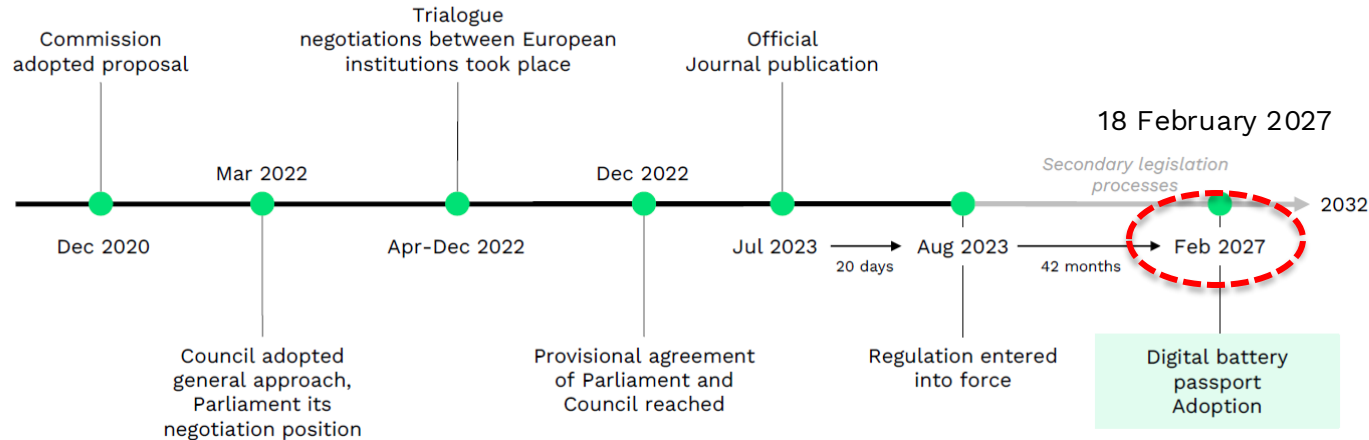 Commission
adopted proposal
Dec 2020
Mar 2022
Council adopted
general approach,
Parliament its
negotiation position
Trialogue
negotiations between European
institutions took place
Apr-Dec 2022
Dec 2022
Provisional agreement
of Parliament and
Council reached
Official
Journal publication
Jul 2023
20 days
Aug 2023
Regulation entered
into force
42 months
18 February 2027
Secondary legislation
processes
Feb 2027
Digital battery
passport
Adoption
2032